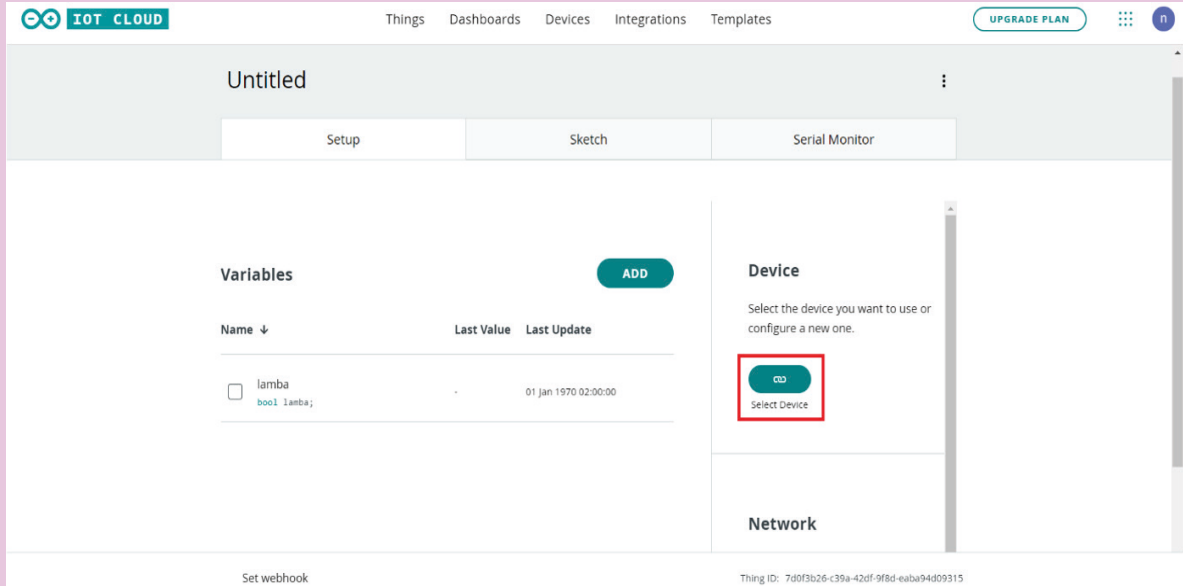 IOT CLOUD
Things Dashboards Devices Integrations Templates
UPGRADE PLAN
n
Untitled
Setup Sketch Serial Monitor
Variables
ADD
Name ↓ Last Value Last Update
lamba
bool lamba;
- 01 Jan 1970 02:00:00
Device
Select the device you want to use or
configure a new one.
Select Device
Network
Set webhook
Thing ID: 7d0f3b26-c39a-42df-9f8d-eaba94d09315